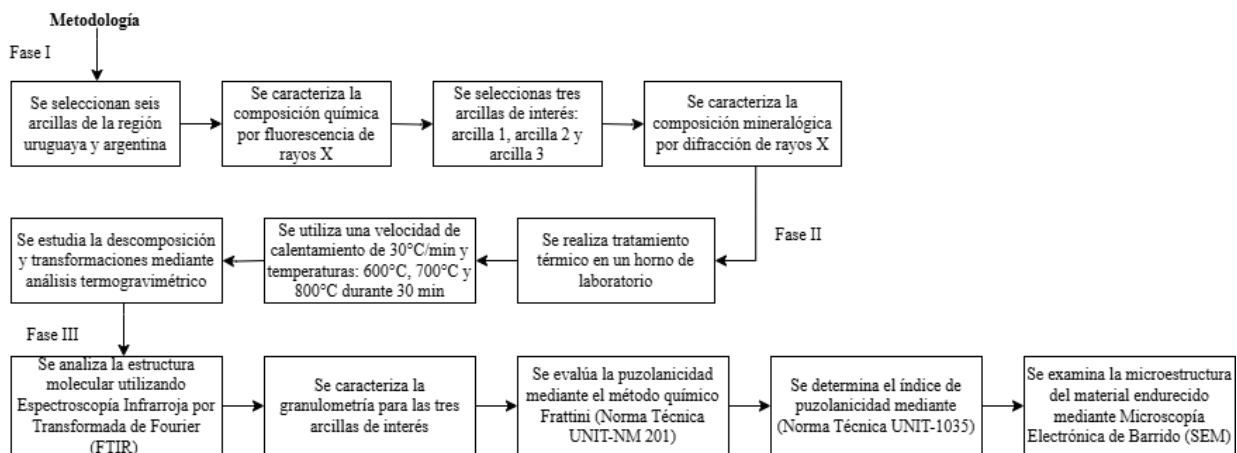 Metodología
Fase I
Se seleccionan seis
arcillas de la región
uruguaya y argentina
Se caracteriza la
composición química
por fluorescencia de
rayos X
Se seleccionas tres
arcillas de interés:
arcilla 1, arcilla 2 y
arcilla 3
Se caracteriza la
composición mineralógica
por difracción de rayos X
Fase II
Se realiza tratamiento
térmico en un horno de
laboratorio
Se utiliza una velocidad de
calentamiento de 30°C/min y
temperaturas: 600°C, 700°C y
800°C durante 30 min
Se estudia la descomposición
y transformaciones mediante
análisis termogravimétrico
Fase III
Se analiza la estructura
molecular utilizando
Espectroscopía Infrarroja por
Transformada de Fourier
(FTIR)
Se caracteriza la
granulometría para las tres
arcillas de interés
Se evalúa la puzolanicidad
mediante el método químico
Frattini (Norma Técnica
UNIT-NM 201)
Se determina el índice de
puzolanicidad mediante
(Norma Técnica UNIT-1035)
Se examina la microestructura
del material endurecido
mediante Microscopía
Electrónica de Barrido (SEM)